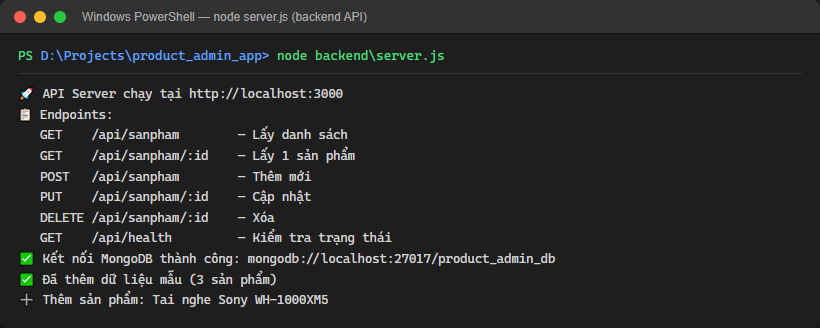 Windows PowerShell — node server.js (backend API)
PS D:\Projects\product_admin_app> node backend\server.js
🚀 API Server chạy tại http://localhost:3000
📋 Endpoints:
GET /api/sanpham – Lấy danh sách
GET /api/sanpham/:id – Lấy 1 sản phẩm
POST /api/sanpham – Thêm mới
PUT /api/sanpham/:id – Cập nhật
DELETE /api/sanpham/:id – Xóa
GET /api/health – Kiểm tra trạng thái
✅ Kết nối MongoDB thành công: mongodb://localhost:27017/product_admin_db
✅ Đã thêm dữ liệu mẫu (3 sản phẩm)
➕ Thêm sản phẩm: Tai nghe Sony WH-1000XM5